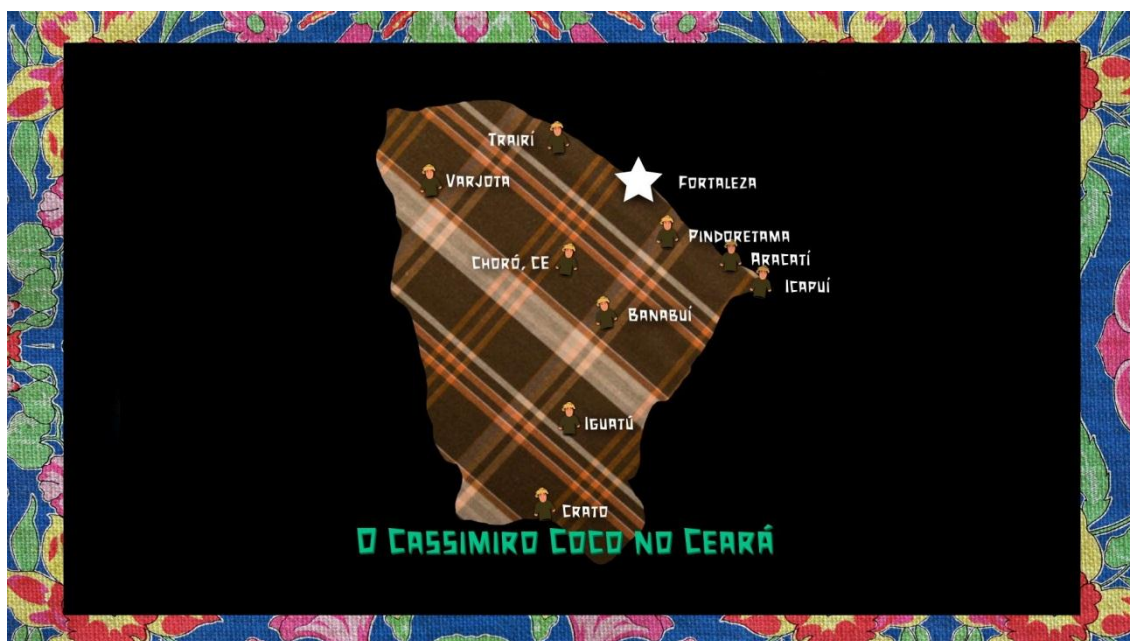 Trairí
Varjota
Fortaleza
Pindoretama
Choró, CE
Aracatí
Icapuí
Banabuí
Iguatú
Crato
O Cassimiro Coco no Ceará